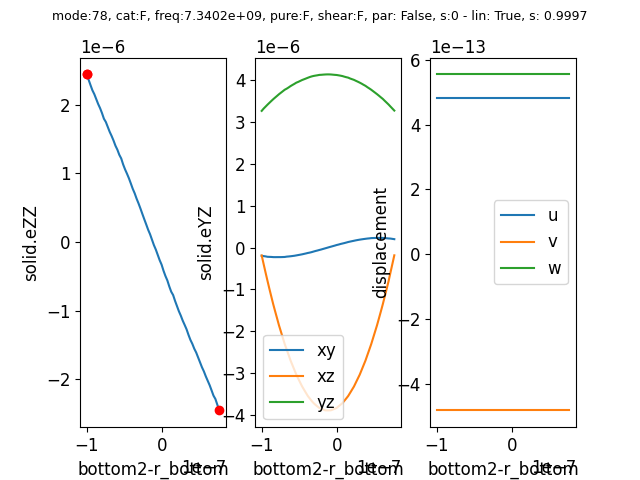 mode:78, cat:F, freq:7.3402e+09, pure:F, shear:F, par: False, s:0 - lin: True, s: 0.9997
1e−6
1e−6
1e−13
solid.eZZ
2
1
0
−1
−2
−1
0
1e−7
bottom2-r_bottom
solid.eYZ
4
3
2
1
0
−1
−2
−3
−4
xy
xz
yz
−1
0
1e−7
bottom2-r_bottom
displacement
6
4
2
0
−2
−4
u
v
w
−1
0
1e−7
bottom2-r_bottom